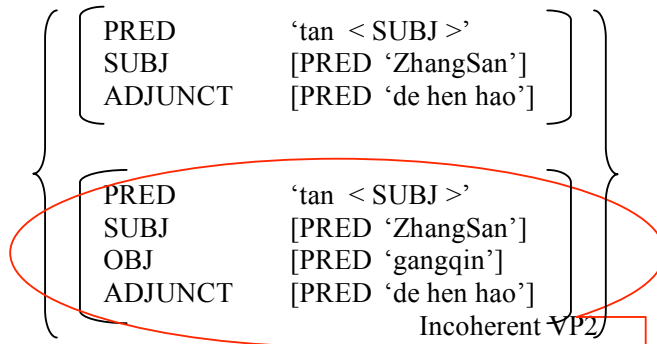 PRED ‘tan < SUBJ >’
SUBJ [PRED ‘ZhangSan’]
ADJUNCT [PRED ‘de hen hao’]
PRED ‘tan < SUBJ >’
SUBJ [PRED ‘ZhangSan’]
OBJ [PRED ‘gangqin’]
ADJUNCT [PRED ‘de hen hao’]
Incoherent VP2